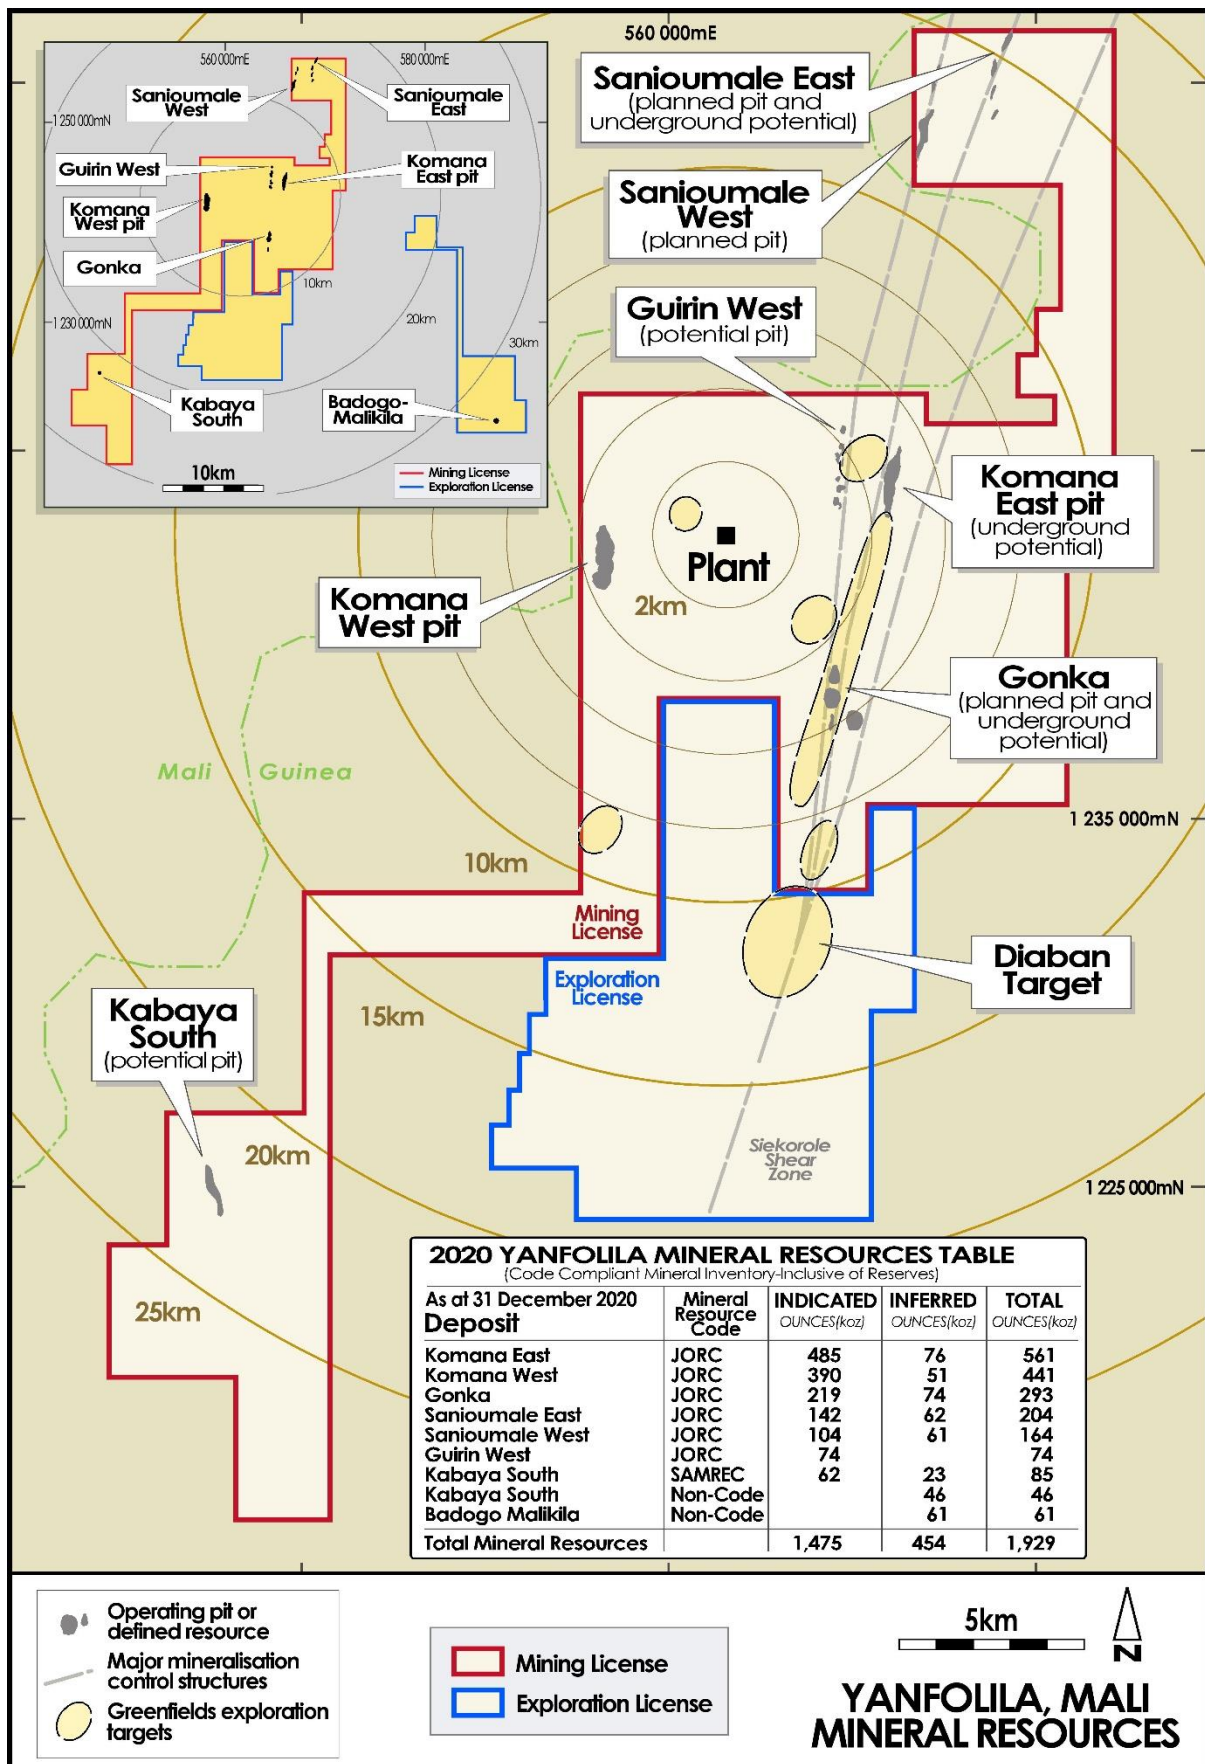 560 000mE
580 000mE
Sanioumale
West
Sanioumale
East
1 250 000mN
Guirin West
Komana
East pit
Komana
West pit
Gonka
10km
20km
30km
1 230 000mN
Kabaya
South
Badogo-
Malikila
10km
Mining License
Exploration License
560 000mE
Sanioumale East
(planned pit and
underground potential)
Sanioumale
West
(planned pit)
Guirin West
(potential pit)
Komana
East pit
(underground
potential)
Plant
2km
Komana
West pit
Gonka
(planned pit and
underground
potential)
Mali
Guinea
1 235 000mN
10km
Mining
License
Exploration
License
Diaban
Target
15km
Kabaya
South
(potential pit)
20km
Siekorole
Shear
Zone
1 225 000mN
25km
2020 YANFOLILA MINERAL RESOURCES TABLE
(Code Compliant Mineral Inventory-Inclusive of Reserves)
As at 31 December 2020
Deposit
Mineral
Resource
Code
INDICATED
OUNCES(koz)
INFERRED
OUNCES(koz)
TOTAL
OUNCES(koz)
Komana East JORC 485 76 561
Komana West JORC 390 51 441
Gonka JORC 219 74 293
Sanioumale East JORC 142 62 204
Sanioumale West JORC 104 61 164
Guirin West JORC 74 74
Kabaya South SAMREC 62 23 85
Kabaya South Non-Code 46 46
Badogo Malikila Non-Code 61 61
Total Mineral Resources 1,475 454 1,929
Operating pit or
defined resource
Major mineralisation
control structures
Greenfields exploration
targets
Mining License
Exploration License
5km
N
YANFOLILA, MALI
MINERAL RESOURCES